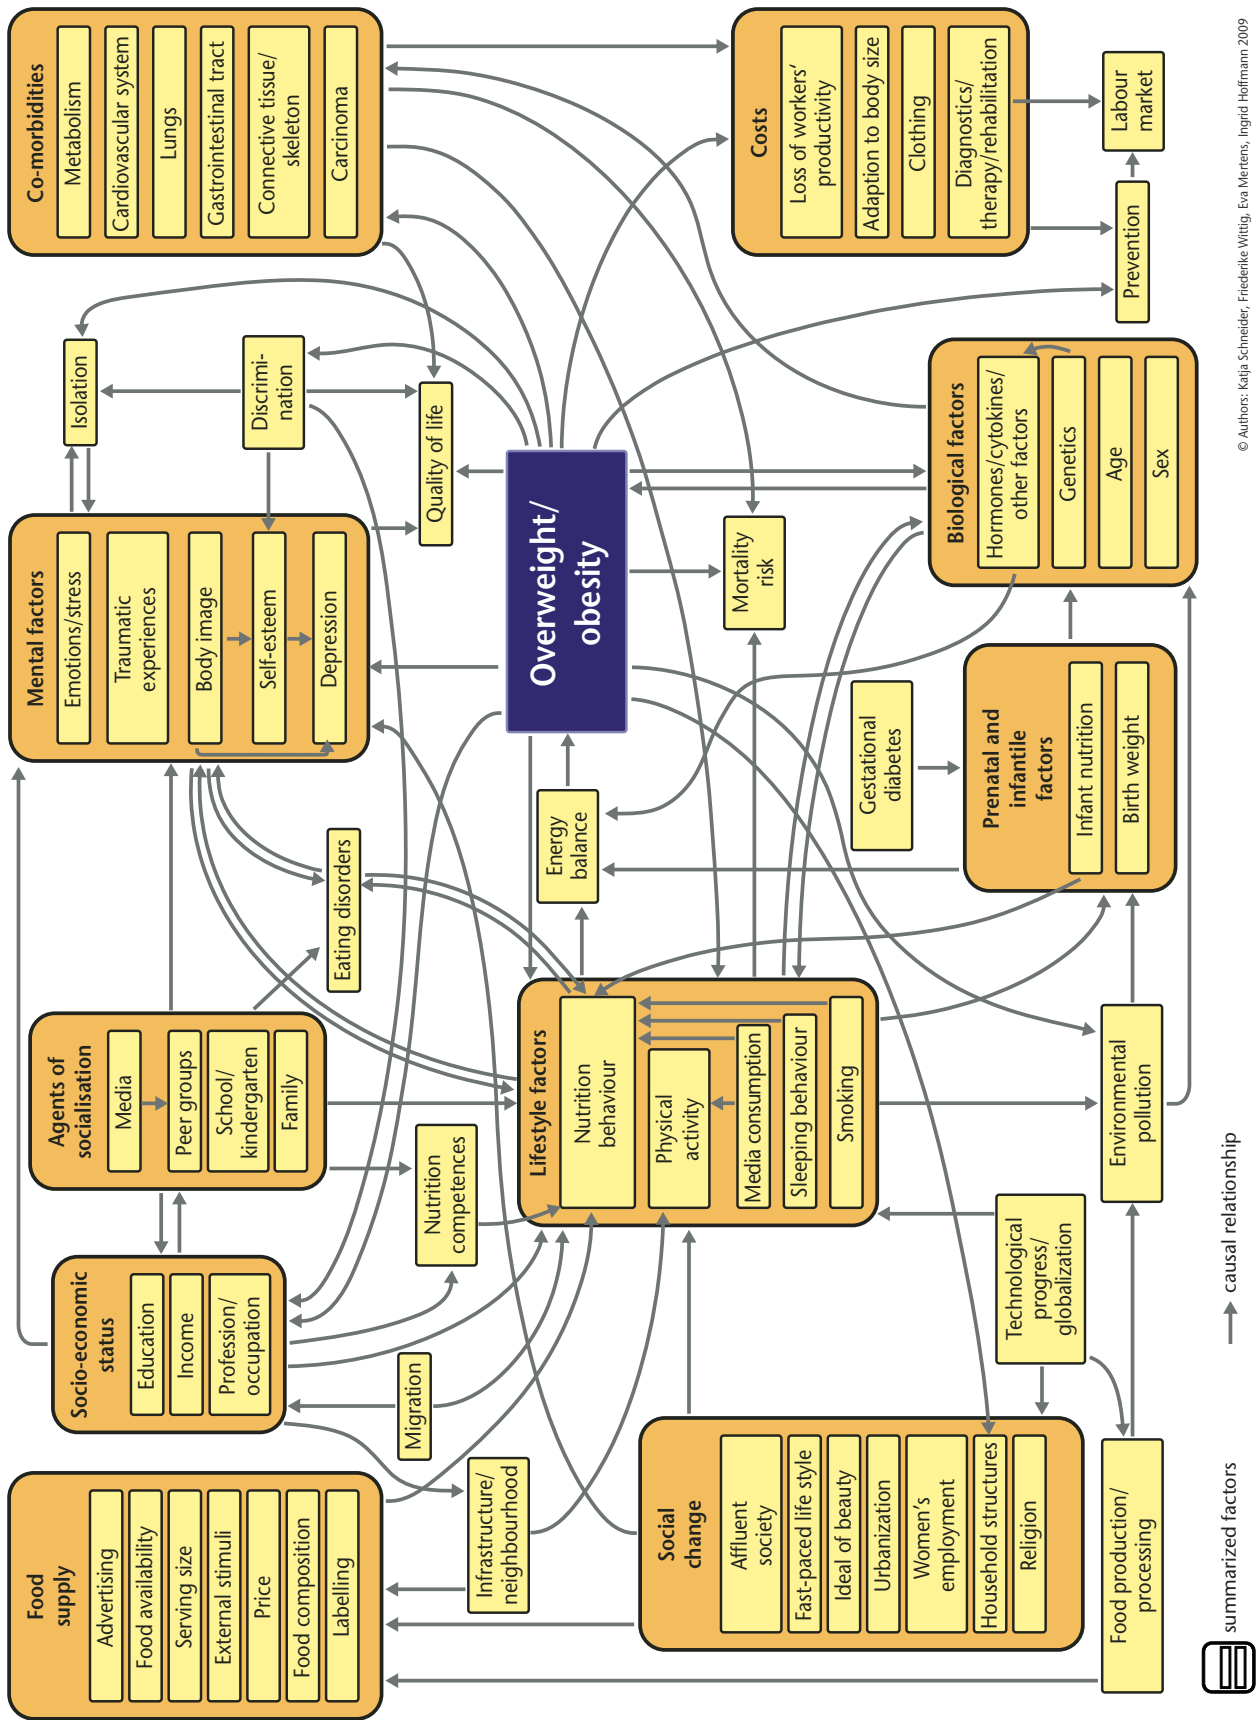 Food
supply
Advertising
Food availability
Serving size
External stimuli
Price
Food composition
Labelling
Socio-economic
status
Education
Income
Profession/
occupation
Agents of
socialisation
Media
Peer groups
School/
kindergarten
Family
Mental factors
Emotions/stress
Traumatic
experiences
Body image
Self-esteem
Depression
Isolation
Discrimi-
nation
Quality of life
Co-morbidities
Metabolism
Cardiovascular system
Lungs
Gastrointestinal tract
Connective tissue/
skeleton
Carcinoma
Eating disorders
Nutrition
competences
Migration
Infrastructure/
neighbourhood
Lifestyle factors
Nutrition
behaviour
Physical
activity
Media consumption
Sleeping behaviour
Smoking
Energy
balance
Overweight/
obesity
Mortality
risk
Costs
Loss of workers'
productivity
Adaption to body size
Clothing
Diagnostics/
therapy/rehabilitation
Social
change
Affluent
society
Fast-paced life style
Ideal of beauty
Urbanization
Women's
employment
Household structures
Religion
Technological
progress/
globalization
Gestational
diabetes
Prenatal and
infantile
factors
Infant nutrition
Birth weight
Biological factors
Hormones/cytokines/
other factors
Genetics
Age
Sex
Food production/
processing
Environmental
pollution
Prevention
Labour
market
summarized factors
causal relationship
© Authors: Katja Schneider, Friederike Wittig, Eva Mertens, Ingrid Hoffmann 2009